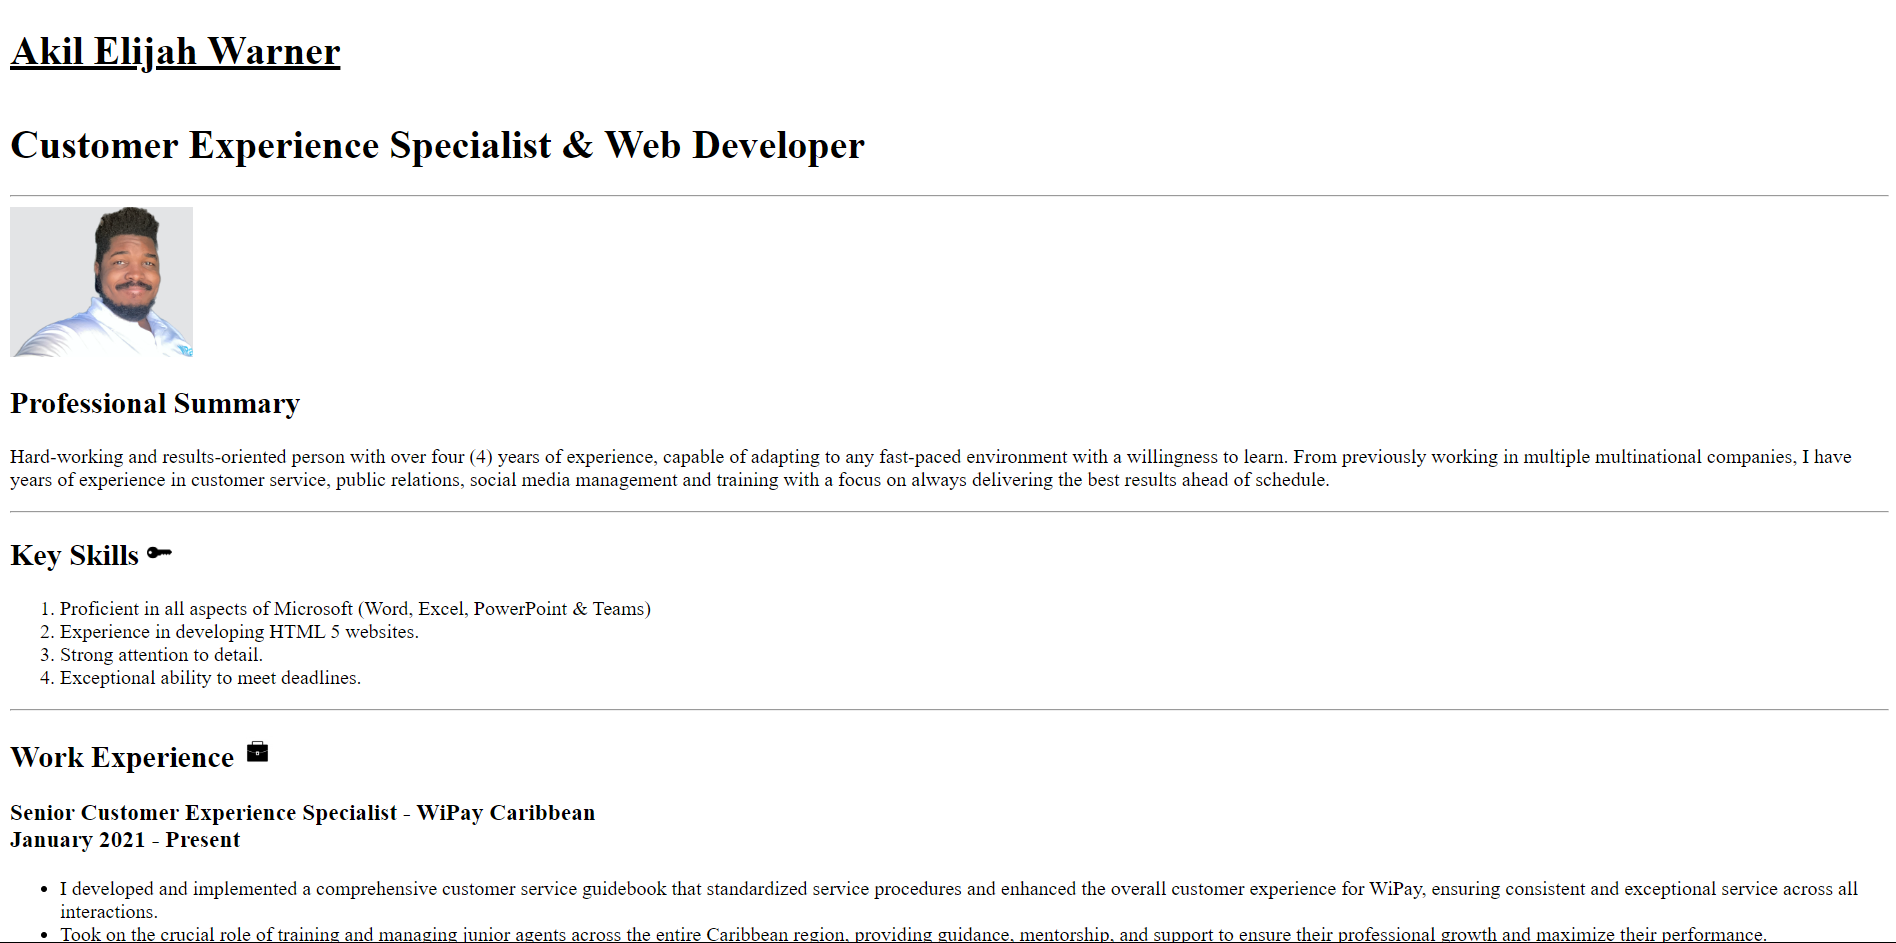 Akil Elijah Warner
Customer Experience Specialist & Web Developer
Professional Summary
Hard-working and results-oriented person with over four (4) years of experience, capable of adapting to any fast-paced environment with a willingness to learn. From previously working in multiple multinational companies, I have
years of experience in customer service, public relations, social media management and training with a focus on always delivering the best results ahead of schedule.
Key Skills
1. Proficient in all aspects of Microsoft (Word, Excel, PowerPoint & Teams)
2. Experience in developing HTML 5 websites.
3. Strong attention to detail.
4. Exceptional ability to meet deadlines.
Work Experience
Senior Customer Experience Specialist - WiPay Caribbean
January 2021 - Present
• I developed and implemented a comprehensive customer service guidebook that standardized service procedures and enhanced the overall customer experience for WiPay, ensuring consistent and exceptional service across all
interactions.
• Took on the crucial role of training and managing junior agents across the entire Caribbean region, providing guidance, mentorship, and support to ensure their professional growth and maximize their performance.